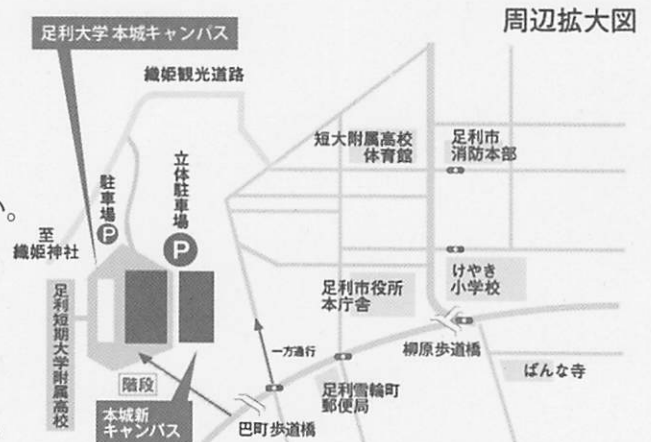 周辺拡大図
足利大学 本城キャンパス
織姫観光道路
短大附属高校
体育館
足利市
消防本部
立体駐車場
P
駐車場
P
い。
至
織姫神社
足利短期大学附属高校
足利市役所
本庁舎
けやき
小学校
一方通行
柳原歩道橋
ばんな寺
階段
足利雪輪町
郵便局
本城新
キャンパス
巴町歩道橋